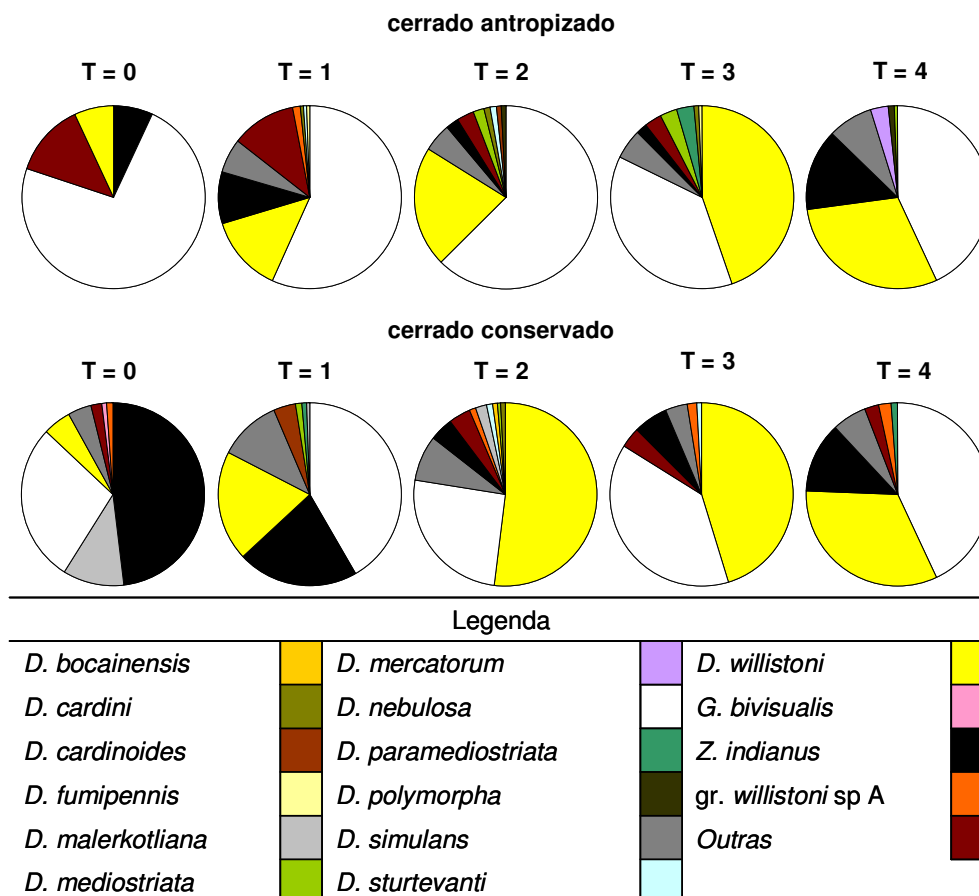 cerrado antropizado
T = 0 T = 1 T = 2 T = 3 T = 4
cerrado conservado
T = 0 T = 1 T = 2 T = 3 T = 4
Legenda
D. bocainensis D. mercatorum D. willistoni
D. cardini D. nebulosa G. bivisualis
D. cardinoides D. paramediostriata Z. indianus
D. fumipennis D. polymorpha gr. willistoni sp A
D. malerkotliana D. simulans Outras
D. mediostriata D. sturtevanti